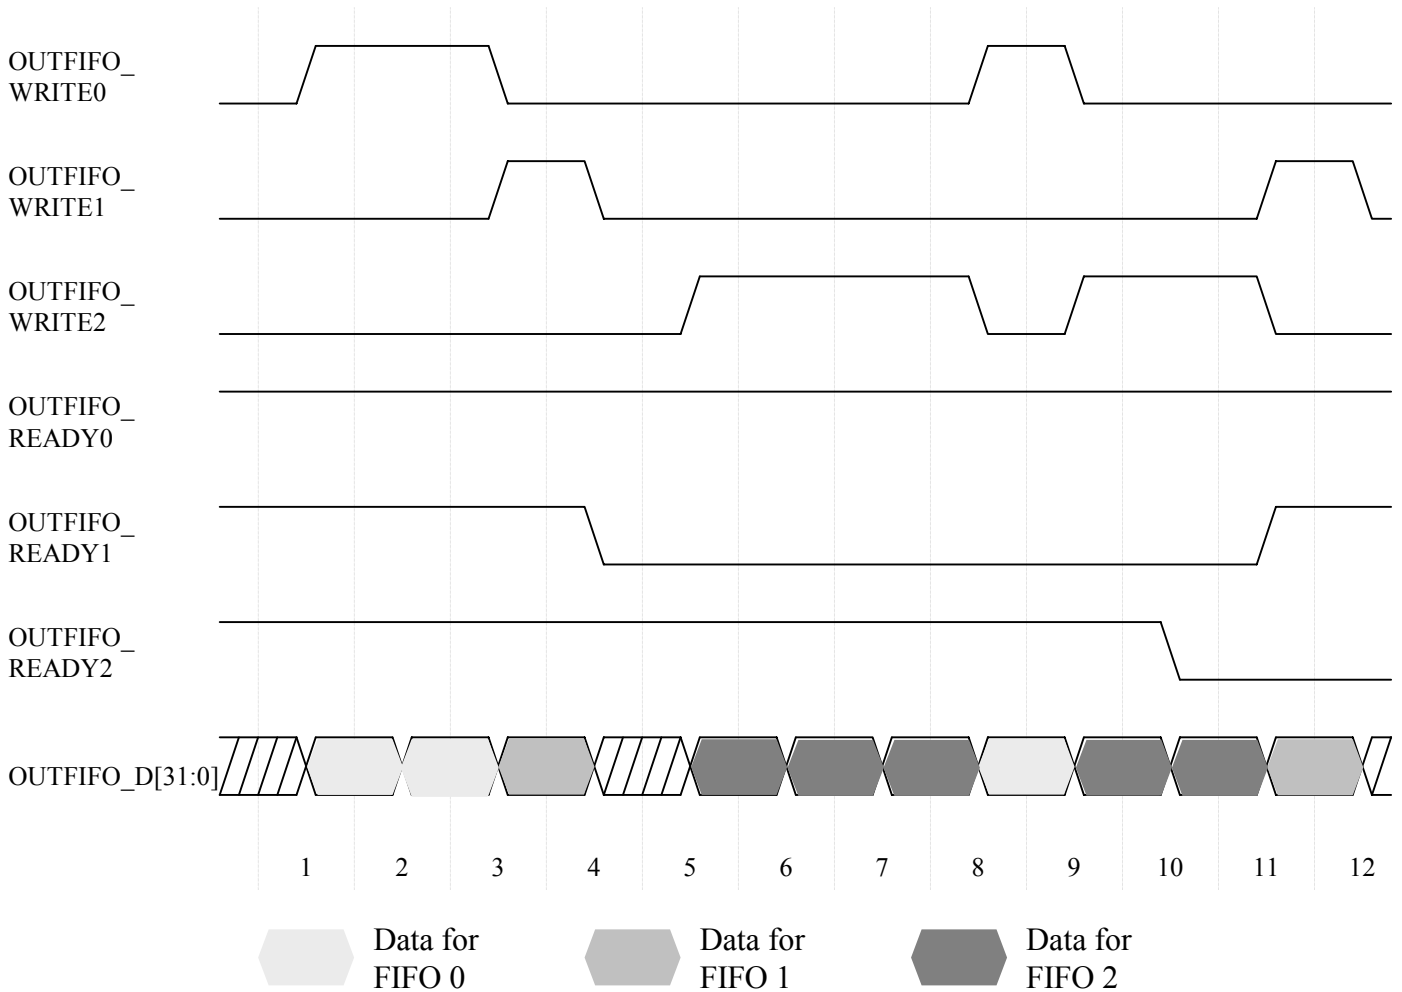 OUTFIFO_
WRITE0
OUTFIFO_
WRITE1
OUTFIFO_
WRITE2
OUTFIFO_
READY0
OUTFIFO_
READY1
OUTFIFO_
READY2
OUTFIFO_D[31:0]
1 2 3 4 5 6 7 8 9 10 11 12
Data for
FIFO 0
Data for
FIFO 1
Data for
FIFO 2